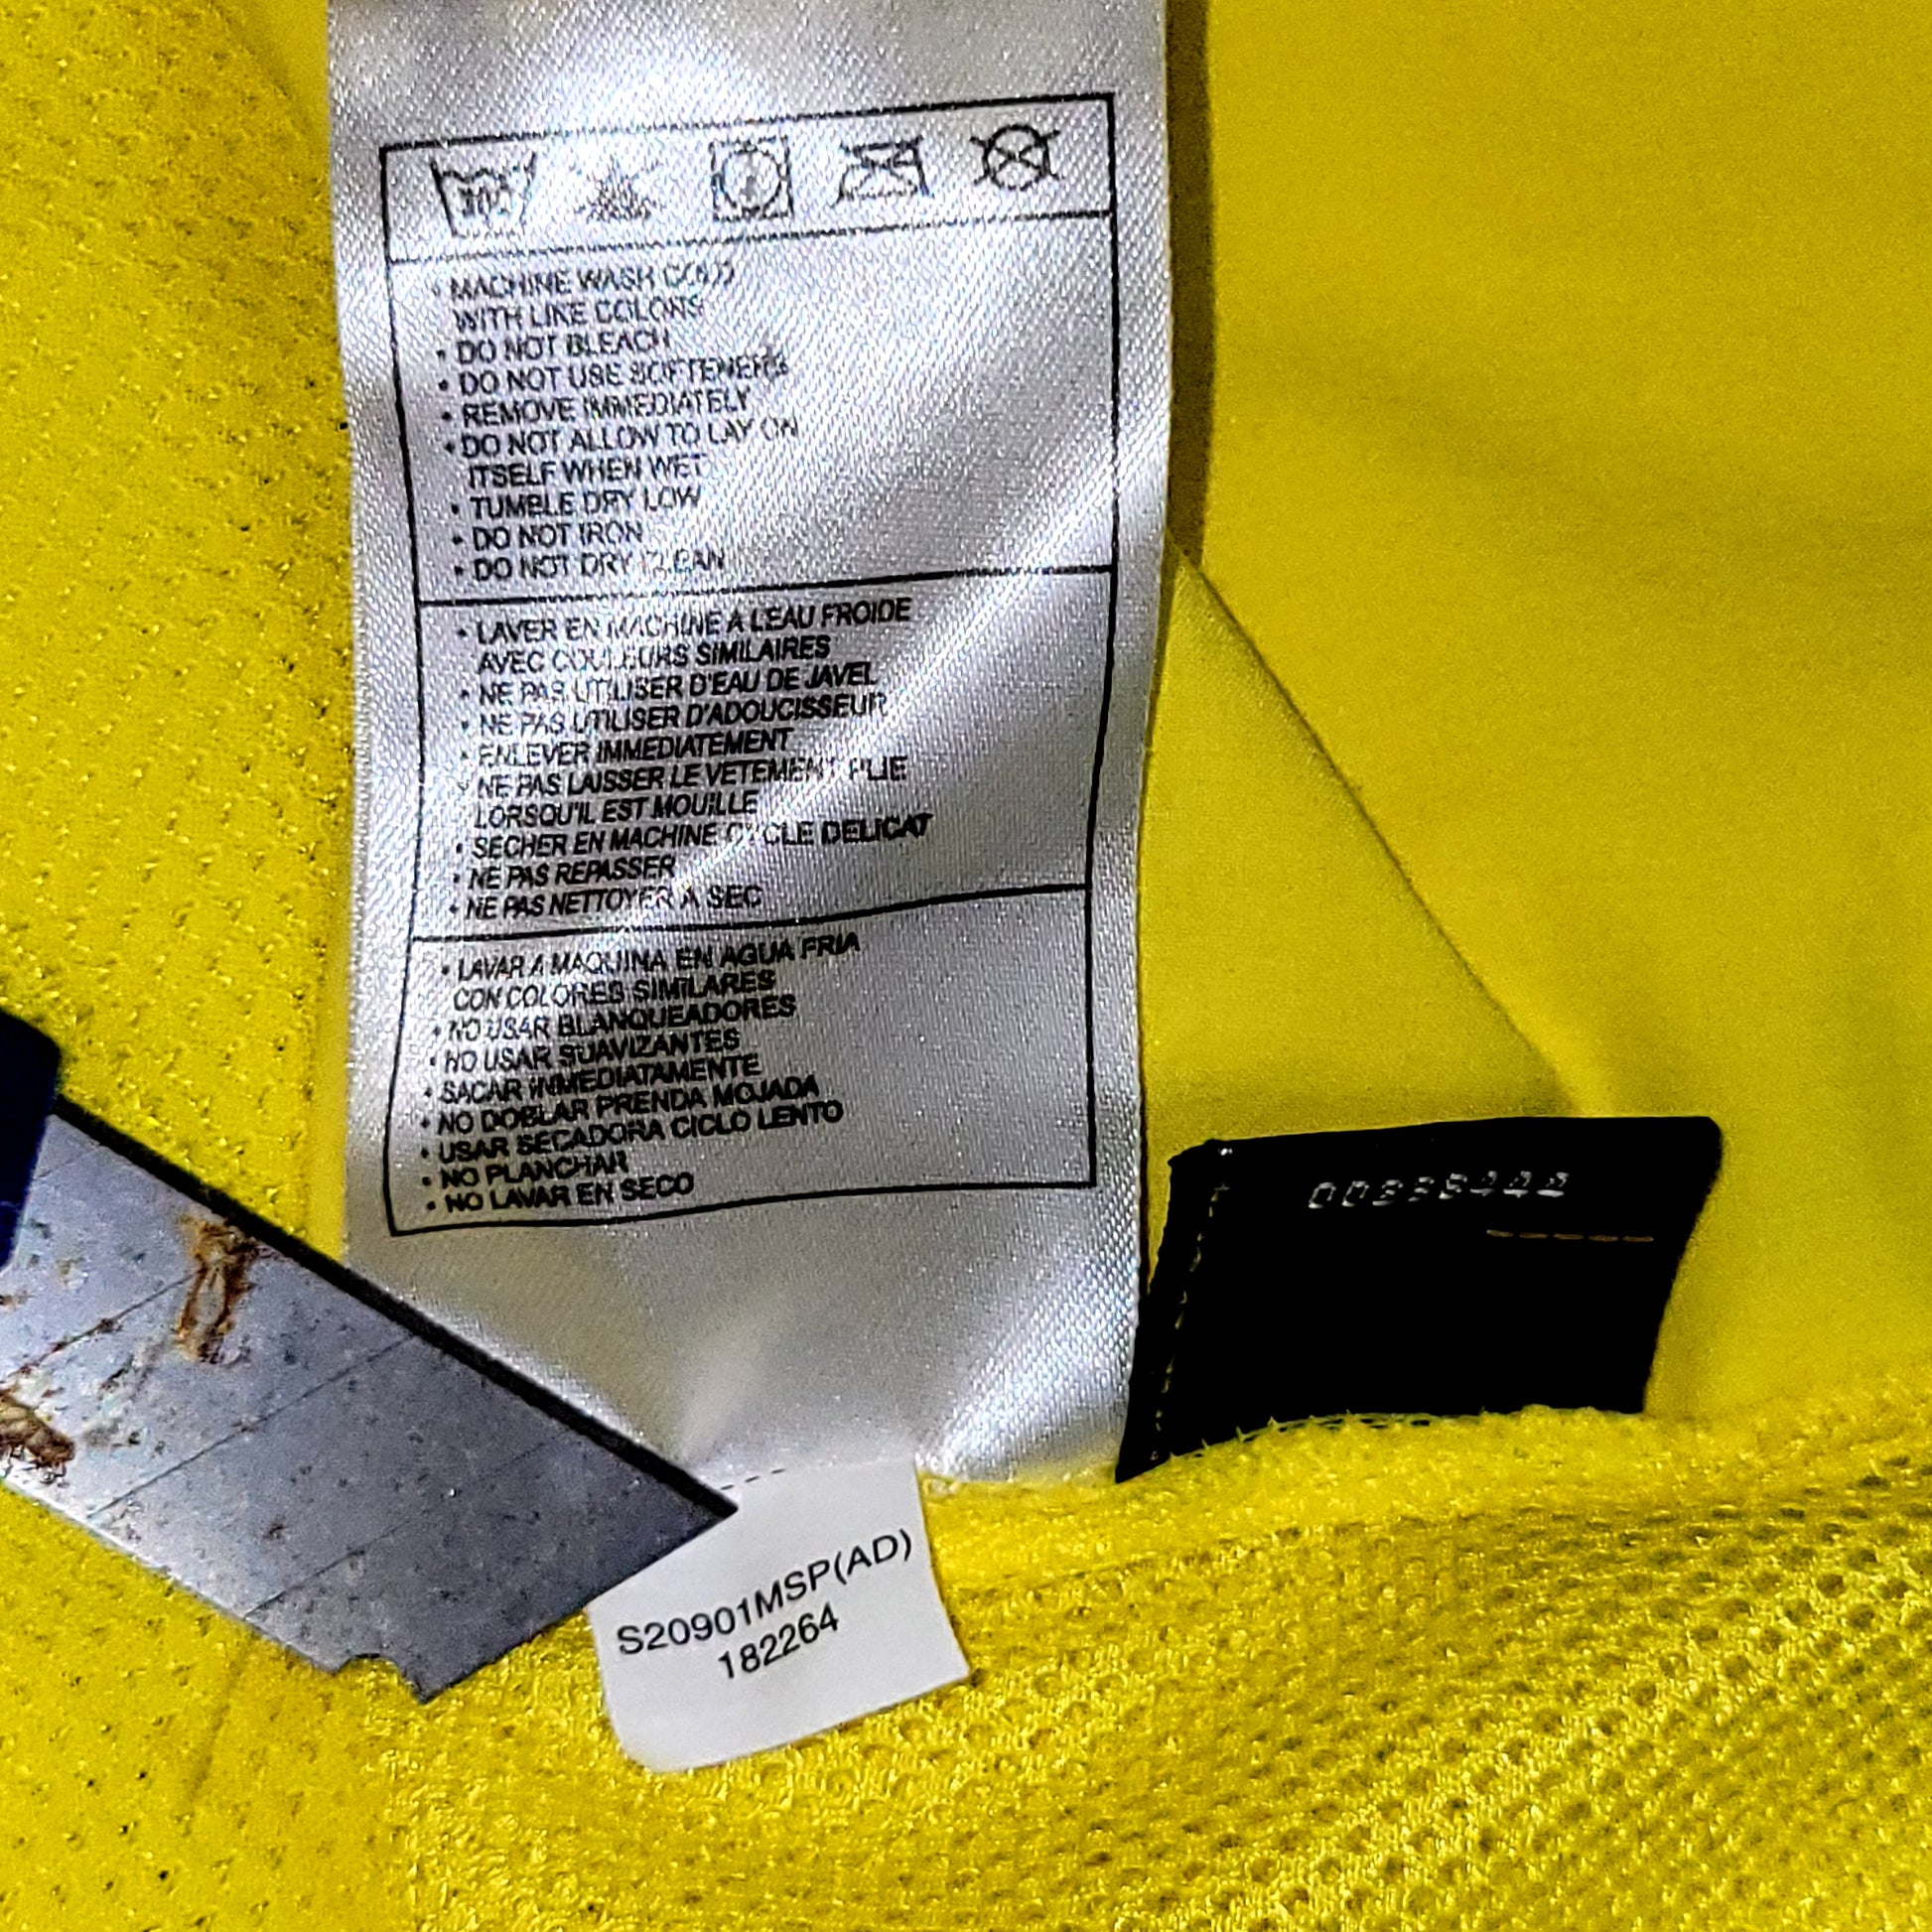 • MACHINE WASH COLD
WITH LIKE COLORS
• DO NOT BLEACH
• DO NOT USE SOFTENERS
• REMOVE IMMEDIATELY
• DO NOT ALLOW TO LAY ON
ITSELF WHEN WET
• TUMBLE DRY LOW
• DO NOT IRON
• DO NOT DRY CLEAN
• LAVER EN MACHINE A L'EAU FROIDE
AVEC COULEURS SIMILAIRES
• NE PAS UTILISER D'EAU DE JAVEL
• NE PAS UTILISER D'ADOUCISSEUR
• ENLEVER IMMEDIATEMENT
• NE PAS LAISSER LE VETEMENT PLIE
LORSQU'IL EST MOUILLE
• SECHER EN MACHINE CYCLE DELICAT
• NE PAS REPASSER
• NE PAS NETTOYER A SEC
• LAVAR A MAQUINA EN AGUA FRIA
CON COLORES SIMILARES
• NO USAR BLANQUEADORES
• NO USAR SUAVIZANTES
• SACAR INMEDIATAMENTE
• NO DOBLAR PRENDA MOJADA
• USAR SECADORA CICLO LENTO
• NO PLANCHAR
• NO LAVAR EN SECO
S20901MSP(AD)
182264